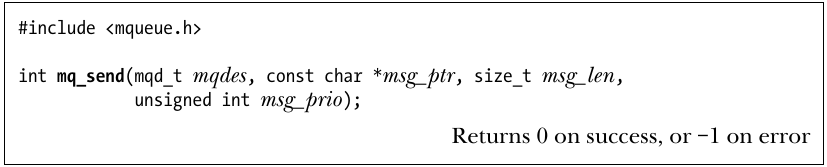 #include <mqueue.h>
int mq_send(mqd_t mqdes, const char *msg_ptr, size_t msg_len,
unsigned int msg_prio);
Returns 0 on success, or –1 on error